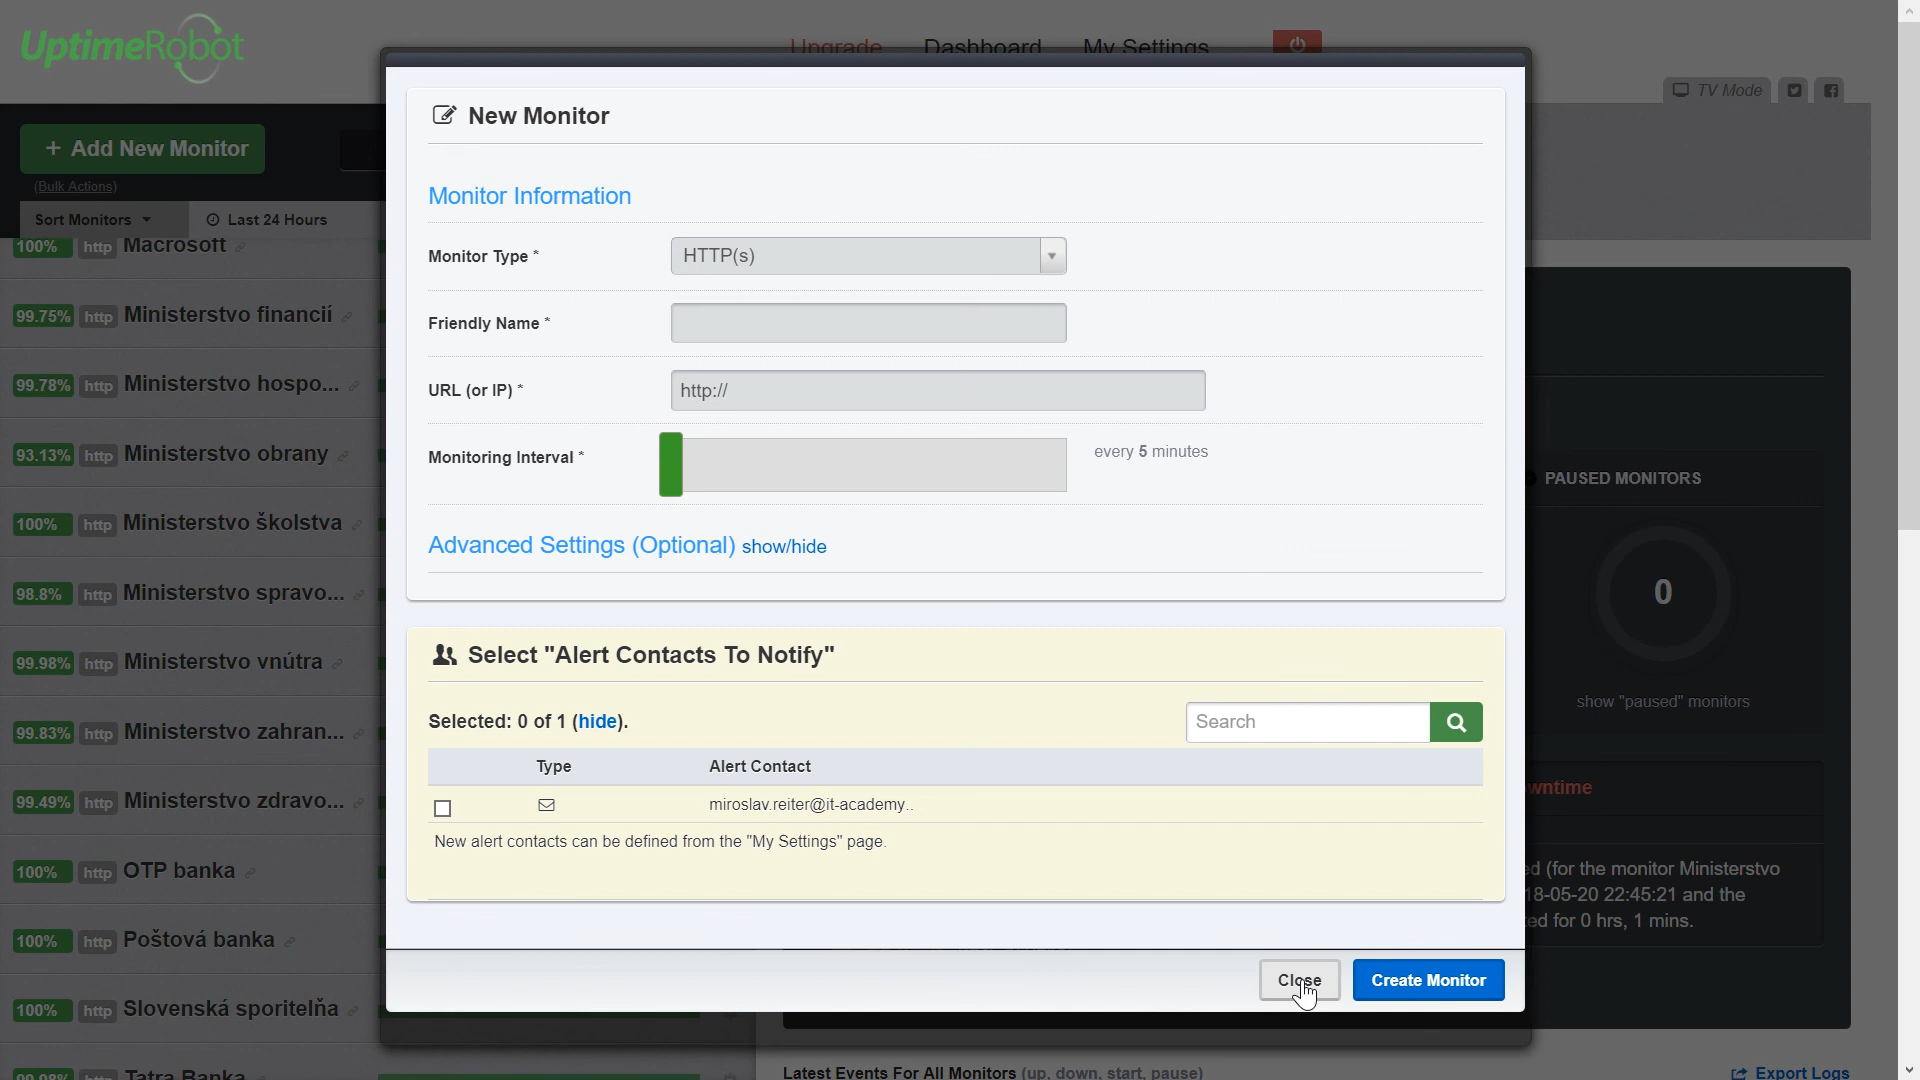 UptimeRobot
Upgrade Dashboard My Settings
TV Mode
+ Add New Monitor
(Bulk Actions)
Sort Monitors Last 24 Hours
100% http Macrosoft
99.75% http Ministerstvo financií
99.78% http Ministerstvo hospo...
93.13% http Ministerstvo obrany
100% http Ministerstvo školstva
98.8% http Ministerstvo spravo...
99.98% http Ministerstvo vnútra
99.83% http Ministerstvo zahran...
99.49% http Ministerstvo zdravo...
100% http OTP banka
100% http Poštová banka
100% http Slovenská sporiteľňa
99.98% http Tatra Banka
New Monitor
Monitor Information
Monitor Type * HTTP(s)
Friendly Name *
URL (or IP) * http://
Monitoring Interval * every 5 minutes
Advanced Settings (Optional) show/hide
Select "Alert Contacts To Notify"
Selected: 0 of 1 (hide). Search
Type Alert Contact
miroslav.reiter@it-academy..
New alert contacts can be defined from the "My Settings" page.
Close Create Monitor
PAUSED MONITORS
0
show "paused" monitors
wntime
ed (for the monitor Ministerstvo
18-05-20 22:45:21 and the
ed for 0 hrs, 1 mins.
Latest Events For All Monitors (up, down, start, pause) Export Logs